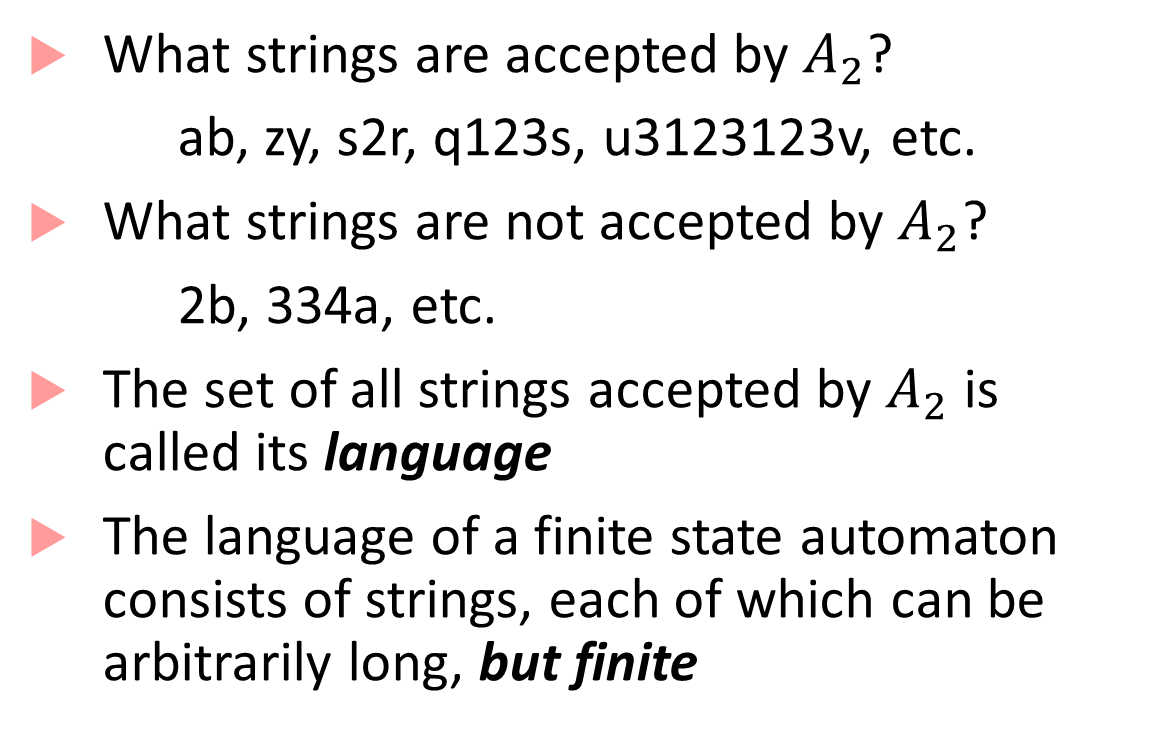 What strings are accepted by A₂?
ab, zy, s2r, q123s, u3123123v, etc.
What strings are not accepted by A₂?
2b, 334a, etc.
The set of all strings accepted by A₂ is
called its language
The language of a finite state automaton
consists of strings, each of which can be
arbitrarily long, but finite